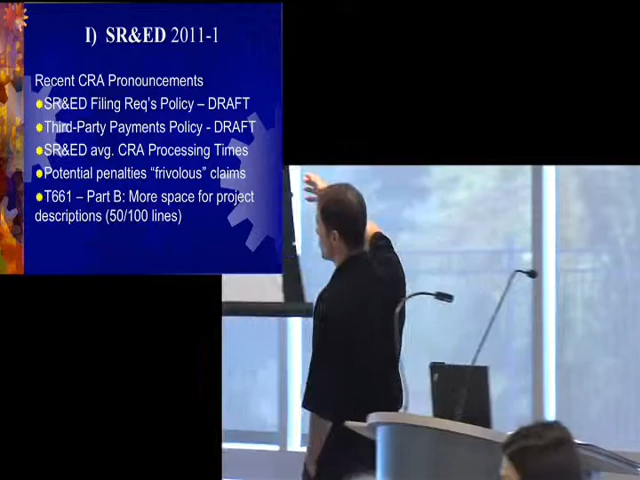 I) SR&ED 2011-1
Recent CRA Pronouncements
SR&ED Filing Req's Policy – DRAFT
Third-Party Payments Policy - DRAFT
SR&ED avg. CRA Processing Times
Potential penalties "frivolous" claims
T661 – Part B: More space for project
descriptions (50/100 lines)